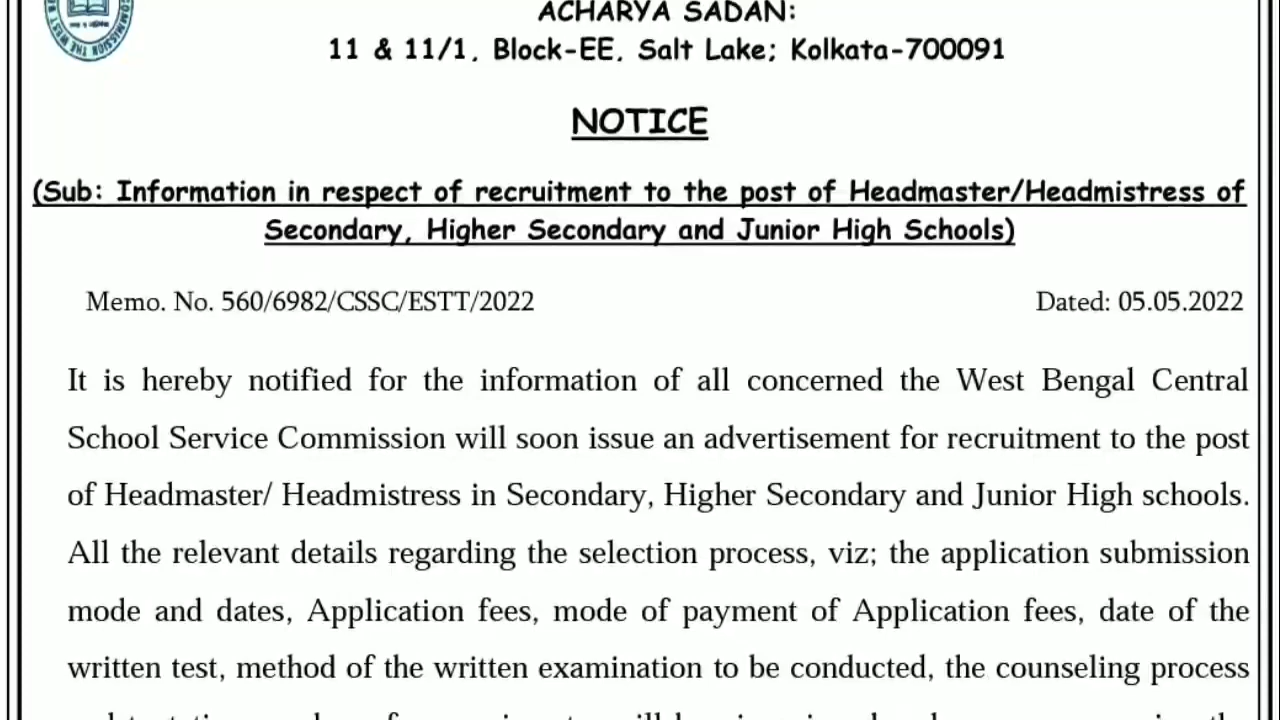 COMMISSION THE WEST
ACHARYA SADAN:
11 & 11/1, Block-EE, Salt Lake; Kolkata-700091
NOTICE
(Sub: Information in respect of recruitment to the post of Headmaster/Headmistress of
Secondary, Higher Secondary and Junior High Schools)
Memo. No. 560/6982/CSSC/ESTT/2022 Dated: 05.05.2022
It is hereby notified for the information of all concerned the West Bengal Central
School Service Commission will soon issue an advertisement for recruitment to the post
of Headmaster/ Headmistress in Secondary, Higher Secondary and Junior High schools.
All the relevant details regarding the selection process, viz; the application submission
mode and dates, Application fees, mode of payment of Application fees, date of the
written test, method of the written examination to be conducted, the counseling process